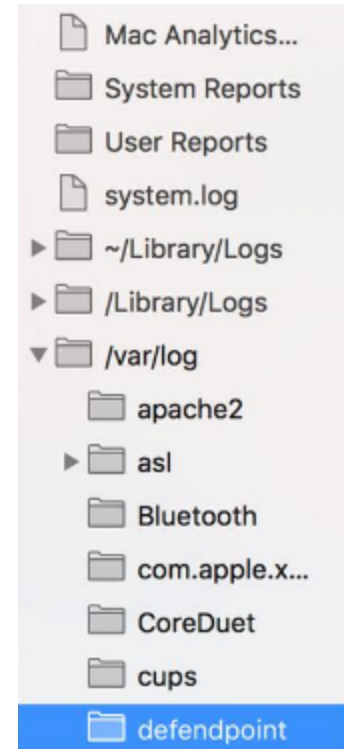 Mac Analytics...
System Reports
User Reports
system.log
~/Library/Logs
/Library/Logs
/var/log
apache2
asl
Bluetooth
com.apple.x...
CoreDuet
cups
defendpoint